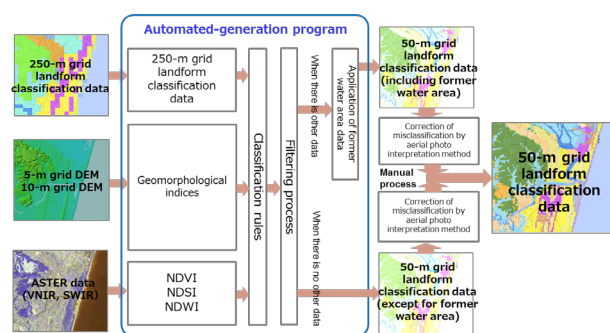 Automated-generation program
250-m grid
landform
classification data
250-m grid
landform
classification
data
5-m grid DEM
10-m grid DEM
Geomorphological
indices
ASTER data
(VNIR, SWIR)
NDVI
NDSI
NDWI
Classification rules
Filtering process
When there is other data
When there is no other data
Application of former
water area data
50-m grid
landform
classification data
(including former
water area)
Correction of
misclassification by
aerial photo
interpretation method
Manual
process
Correction of
misclassification by
aerial photo
interpretation method
50-m grid
landform
classification data
(except for former
water area)
50-m grid
landform
classification
data